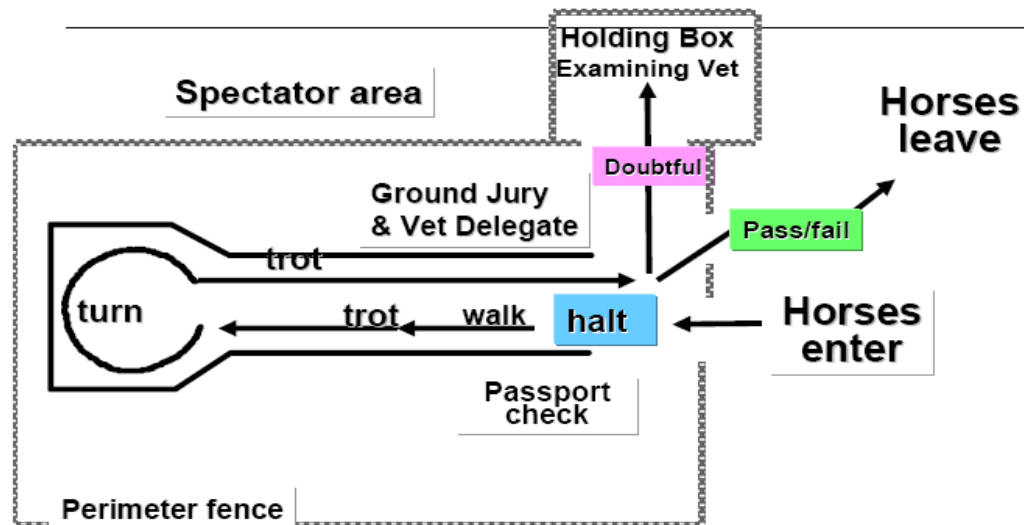 Holding Box
Examining Vet
Spectator area
Horses
leave
Doubtful
Ground Jury
& Vet Delegate
Pass/fail
trot
turn
trot
walk
halt
Horses
enter
Passport
check
Perimeter fence